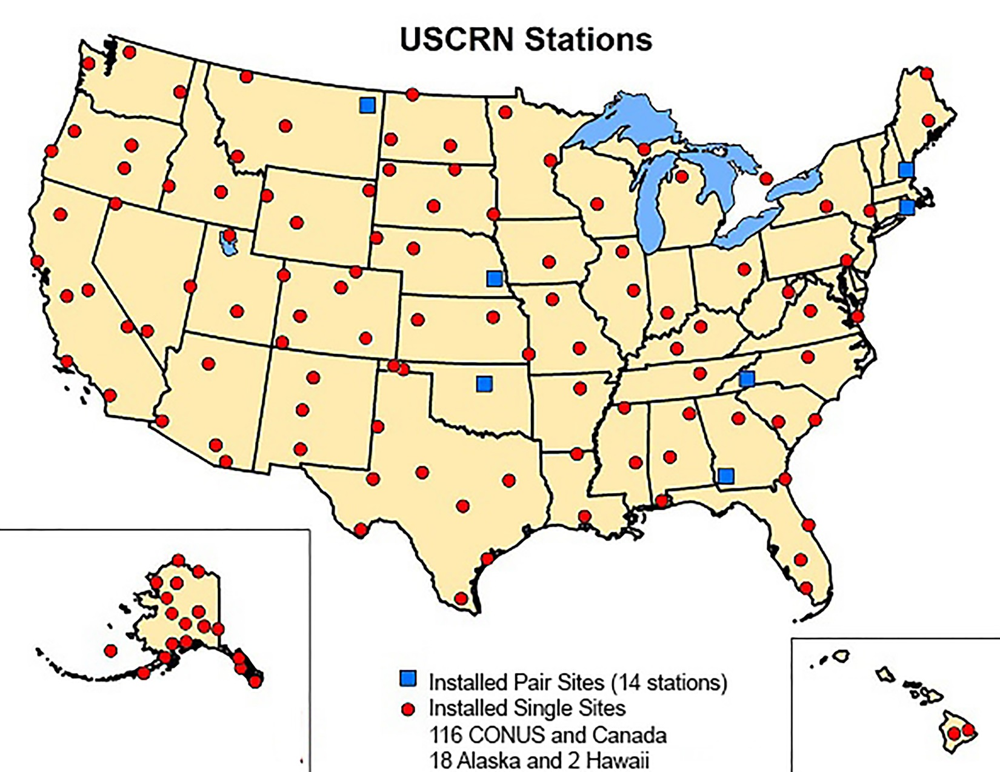 USCRN Stations
Installed Pair Sites (14 stations)
Installed Single Sites
116 CONUS and Canada
18 Alaska and 2 Hawaii